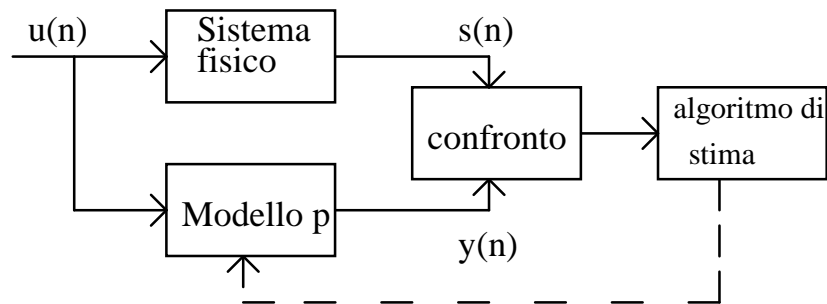 u(n)
Sistema
fisico
s(n)
confronto
algoritmo di
stima
Modello p
y(n)